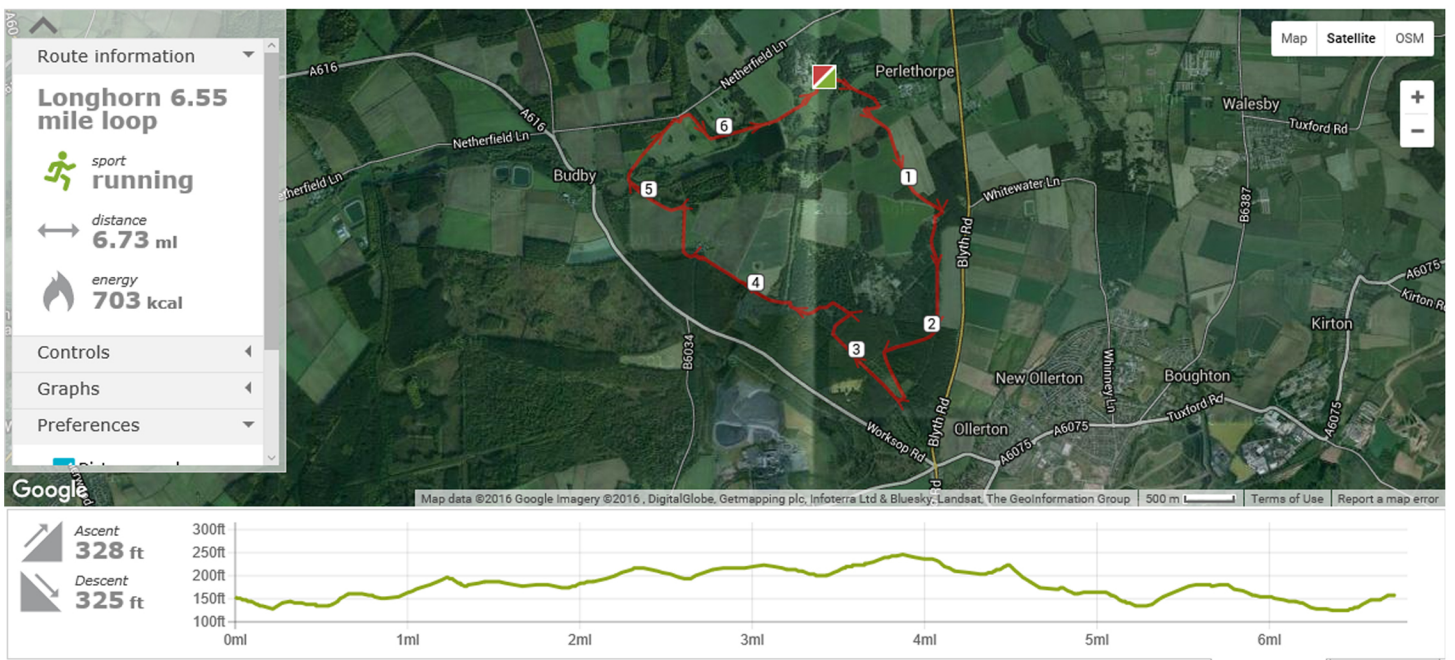 Route information
Longhorn 6.55
mile loop
sport
running
distance
6.73 ml
energy
703 kcal
Controls
Graphs
Preferences
Google
A60
A616
Netherfield Ln
A616
Netherfield Ln
etherfield Ln
Budby
Perlethorpe
Map Satellite OSM
+
−
Walesby
Tuxford Rd
Whitewater Ln
B6387
Blyth Rd
A6075
Kirton R
Kirton
B6034
New Ollerton
Whinney Ln
Boughton
Tuxford Rd
A6075
Blyth Rd
Worksop Rd
Ollerton
A6075
A6075
Rd
1
2
3
4
5
6
Map data ©2016 Google Imagery ©2016 , DigitalGlobe, Getmapping plc, Infoterra Ltd & Bluesky, Landsat, The GeoInformation Group 500 m Terms of Use Report a map error
Ascent
328 ft
Descent
325 ft
300ft
250ft
200ft
150ft
100ft
0ml 1ml 2ml 3ml 4ml 5ml 6ml